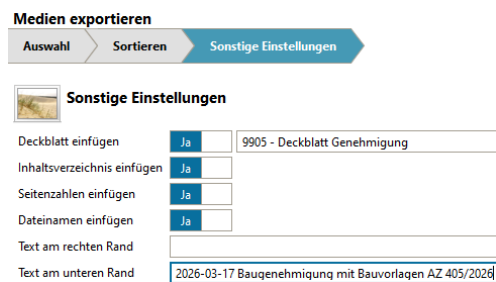 Medien exportieren
Auswahl Sortieren Sonstige Einstellungen
Sonstige Einstellungen
Deckblatt einfügen Ja 9905 - Deckblatt Genehmigung
Inhaltsverzeichnis einfügen Ja
Seitenzahlen einfügen Ja
Dateinamen einfügen Ja
Text am rechten Rand
Text am unteren Rand 2026-03-17 Baugenehmigung mit Bauvorlagen AZ 405/2026